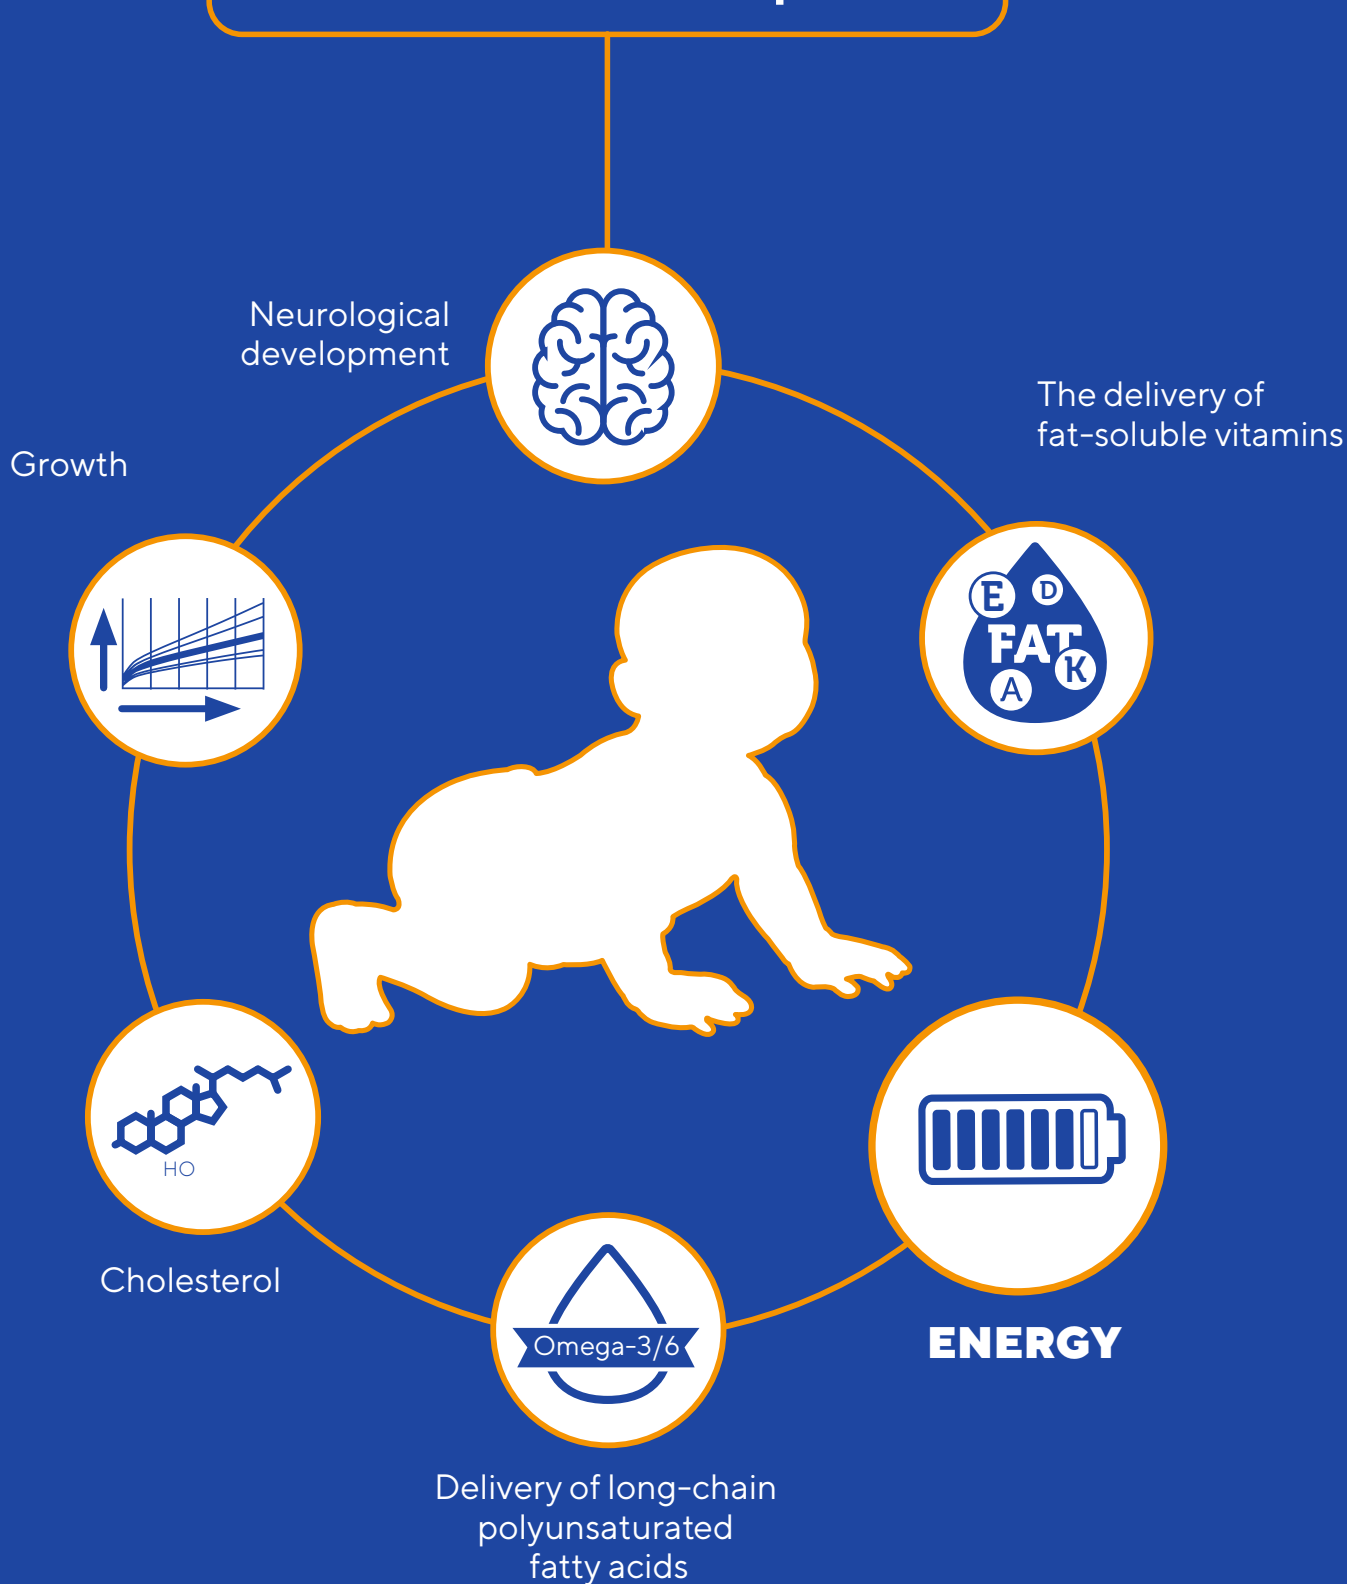 Neurological
development
The delivery of
fat-soluble vitamins
Growth
E
D
FAT
K
A
HO
Cholesterol
ENERGY
Omega-3/6
Delivery of long-chain
polyunsaturated
fatty acids